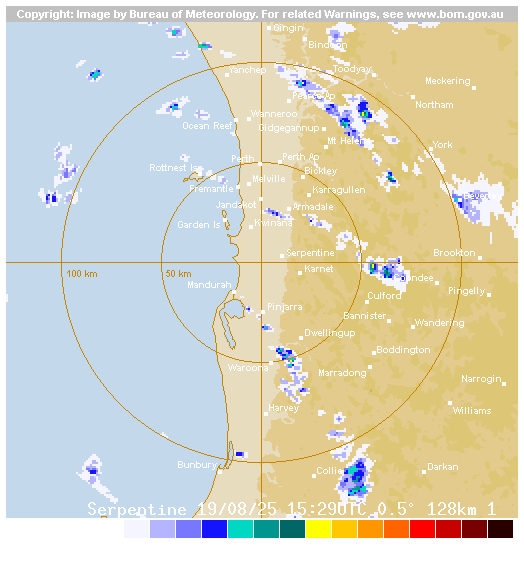 Copyright: Image by Bureau of Meteorology. For related Warnings, see www.bom.gov.au
Gingin
Bindoon
Yanchep
Toodyay
Meckering
Pearce Ap
Northam
Wanneroo
Ocean Reef
Gidgegannup
Mt Helena
York
Perth
Perth Ap
Rottnest Is
Bickley
Melville
Fremantle
Karragullen
Jandakot
Armadale
Garden Is
Kwinana
Serpentine
Brookton
100 km
50 km
Karnet
Mandurah
Pingelly
Culford
Pinjarra
Bannister
Wandering
Dwellingup
Boddington
Waroona
Marradong
Narrogin
Harvey
Williams
Bunbury
Collie
Darkan
Serpentine 19/08/25 15:29UTC 0.5° 128km 1